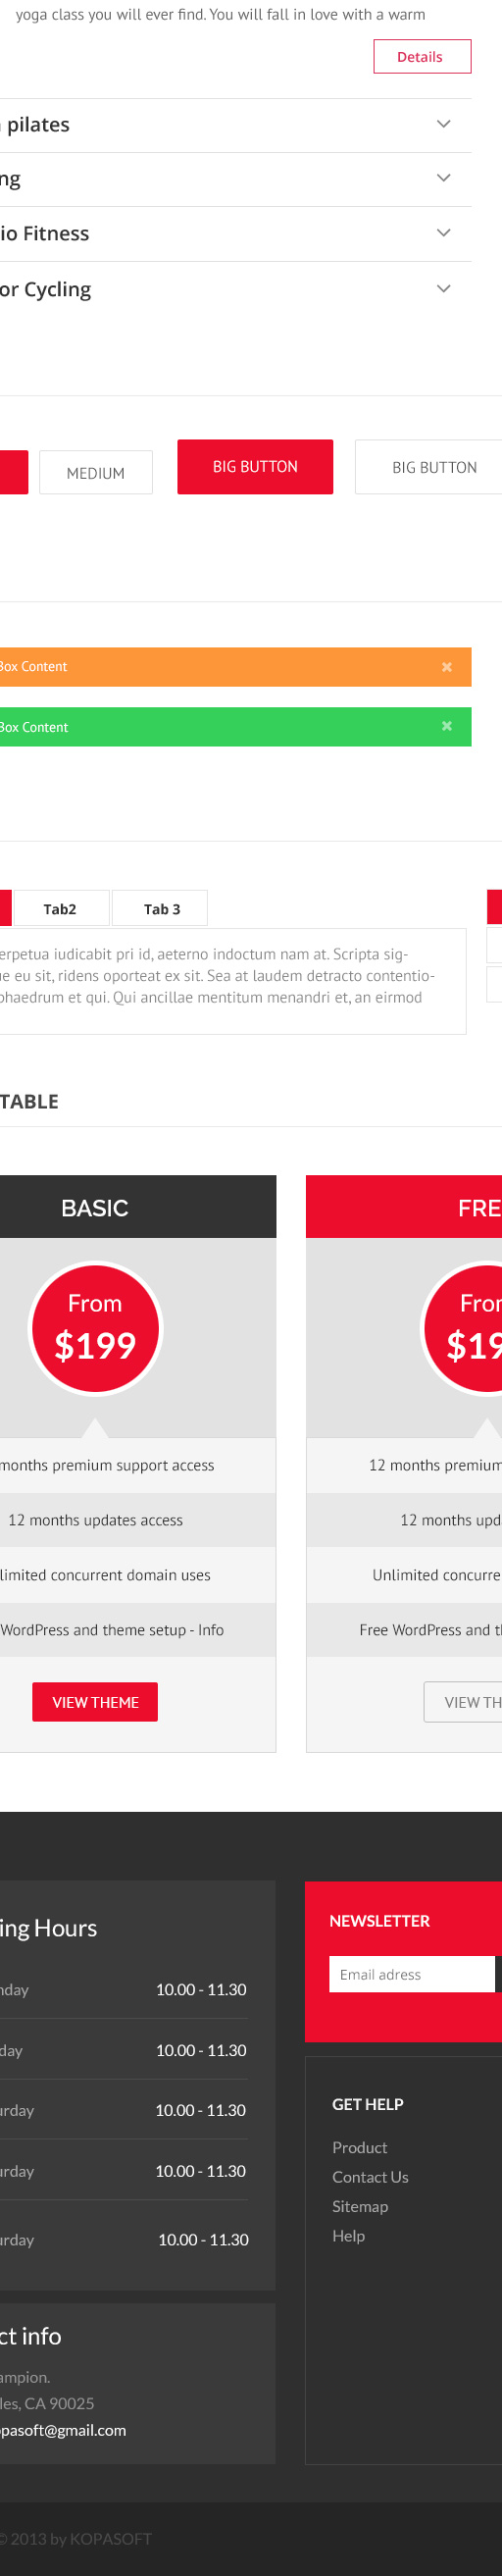 yoga class you will ever find. You will fall in love with a warm
Details
pilates
ng
io Fitness
or Cycling
MEDIUM
BIG BUTTON
BIG BUTTON
Box Content
Box Content
Tab2
Tab 3
erpetua iudicabit pri id, aeterno indoctum nam at. Scripta sig-
ue eu sit, ridens oporteat ex sit. Sea at laudem detracto contentio-
phaedrum et qui. Qui ancillae mentitum menandri et, an eirmod
TABLE
BASIC
From
$199
months premium support access
12 months updates access
limited concurrent domain uses
WordPress and theme setup - Info
VIEW THEME
FRE
From
$19
12 months premium
12 months upd
Unlimited concurre
Free WordPress and th
VIEW TH
ing Hours
nday 10.00 - 11.30
day 10.00 - 11.30
urday 10.00 - 11.30
urday 10.00 - 11.30
urday 10.00 - 11.30
ct info
ampion.
les, CA 90025
opasoft@gmail.com
NEWSLETTER
Email adress
GET HELP
Product
Contact Us
Sitemap
Help
© 2013 by KOPASOFT